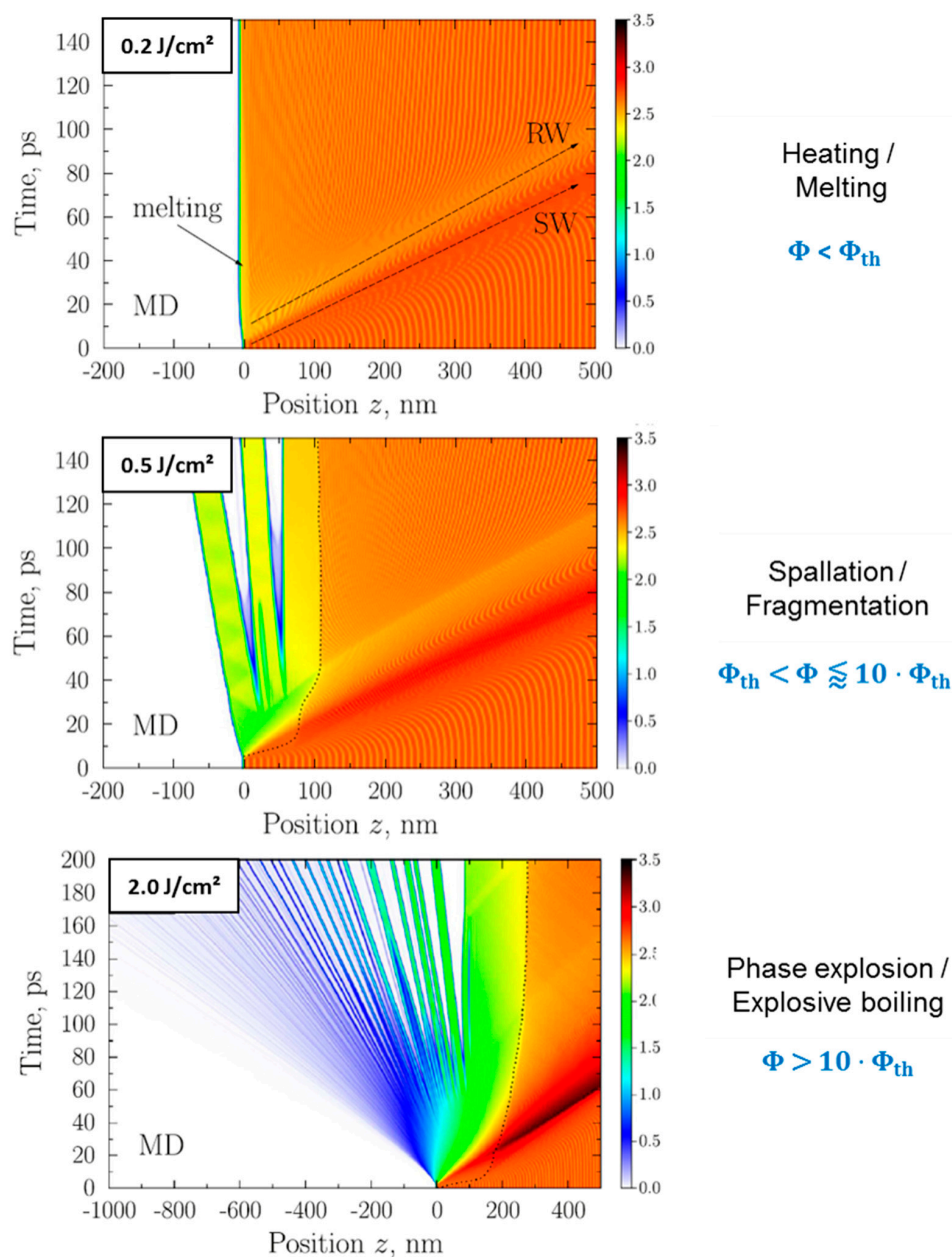 0.2 J/cm²
140
120
100
80
60
40
20
0
Time, ps
melting
RW
SW
MD
-200 -100 0 100 200 300 400 500
Position z, nm
3.5
3.0
2.5
2.0
1.5
1.0
0.5
0.0
Heating /
Melting
Φ < Φth
0.5 J/cm²
140
120
100
80
60
40
20
0
Time, ps
MD
-200 -100 0 100 200 300 400 500
Position z, nm
3.5
3.0
2.5
2.0
1.5
1.0
0.5
0.0
Spallation /
Fragmentation
Φth < Φ ⪅ 10 · Φth
2.0 J/cm²
200
180
160
140
120
100
80
60
40
20
0
Time, ps
MD
-1000 -800 -600 -400 -200 0 200 400
Position z, nm
3.5
3.0
2.5
2.0
1.5
1.0
0.5
0.0
Phase explosion /
Explosive boiling
Φ > 10 · Φth